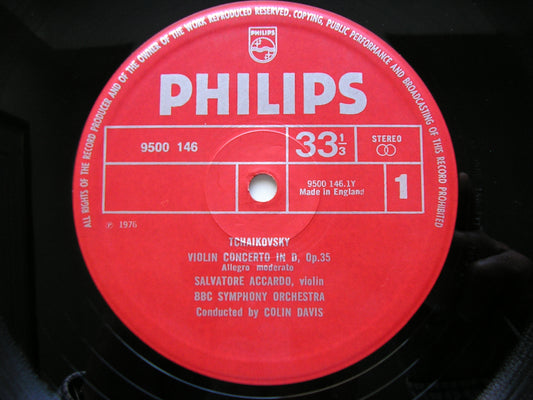 ALL RIGHTS OF THE RECORD PRODUCER AND OF THE OWNER OF THE WORK REPRODUCED RESERVED, COPYING, PUBLIC PERFORMANCE AND BROADCASTING OF THIS RECORD PROHIBITED
PHILIPS
PHILIPS
9500 146
33⅓
STEREO
9500 146.1Y
Made in England
1
℗ 1976
TCHAIKOVSKY
VIOLIN CONCERTO IN D, Op.35
Allegro moderato
SALVATORE ACCARDO, violin
BBC SYMPHONY ORCHESTRA
Conducted by COLIN DAVIS